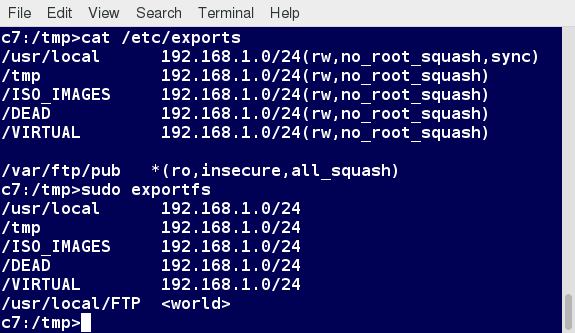 File Edit View Search Terminal Help
c7:/tmp>cat /etc/exports
/usr/local      192.168.1.0/24(rw,no_root_squash,sync)
/tmp            192.168.1.0/24(rw,no_root_squash)
/ISO_IMAGES     192.168.1.0/24(rw,no_root_squash)
/DEAD           192.168.1.0/24(rw,no_root_squash)
/VIRTUAL        192.168.1.0/24(rw,no_root_squash)
/var/ftp/pub   *(ro,insecure,all_squash)
c7:/tmp>sudo exportfs
/usr/local      192.168.1.0/24
/tmp            192.168.1.0/24
/ISO_IMAGES     192.168.1.0/24
/DEAD           192.168.1.0/24
/VIRTUAL        192.168.1.0/24
/usr/local/FTP  <world>
c7:/tmp>